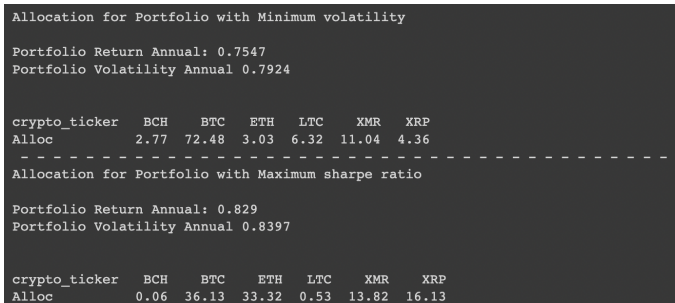 Allocation for Portfolio with Minimum volatility
Portfolio Return Annual: 0.7547
Portfolio Volatility Annual 0.7924
crypto_ticker BCH BTC ETH LTC XMR XRP
Alloc 2.77 72.48 3.03 6.32 11.04 4.36
- - - - - - - - - - - - - - - - - - - - - - - - - - - - - - - - - - - - - - - -
Allocation for Portfolio with Maximum sharpe ratio
Portfolio Return Annual: 0.829
Portfolio Volatility Annual 0.8397
crypto_ticker BCH BTC ETH LTC XMR XRP
Alloc 0.06 36.13 33.32 0.53 13.82 16.13